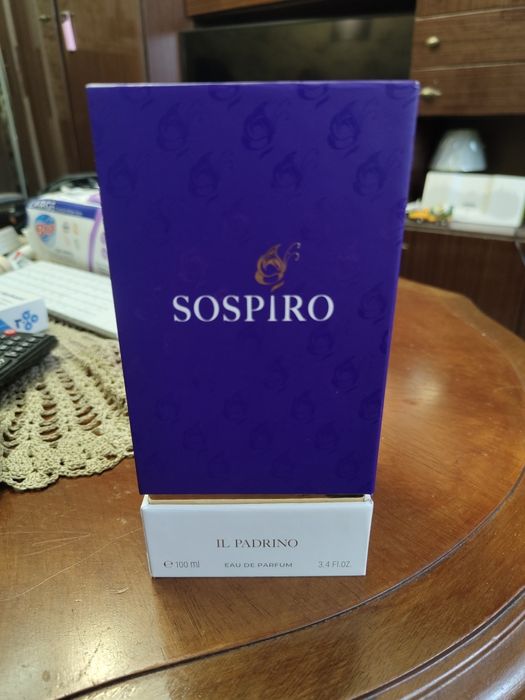 SOSPIRO
IL PADRINO
℮ 100 ml EAU DE PARFUM 3.4 Fl.OZ.